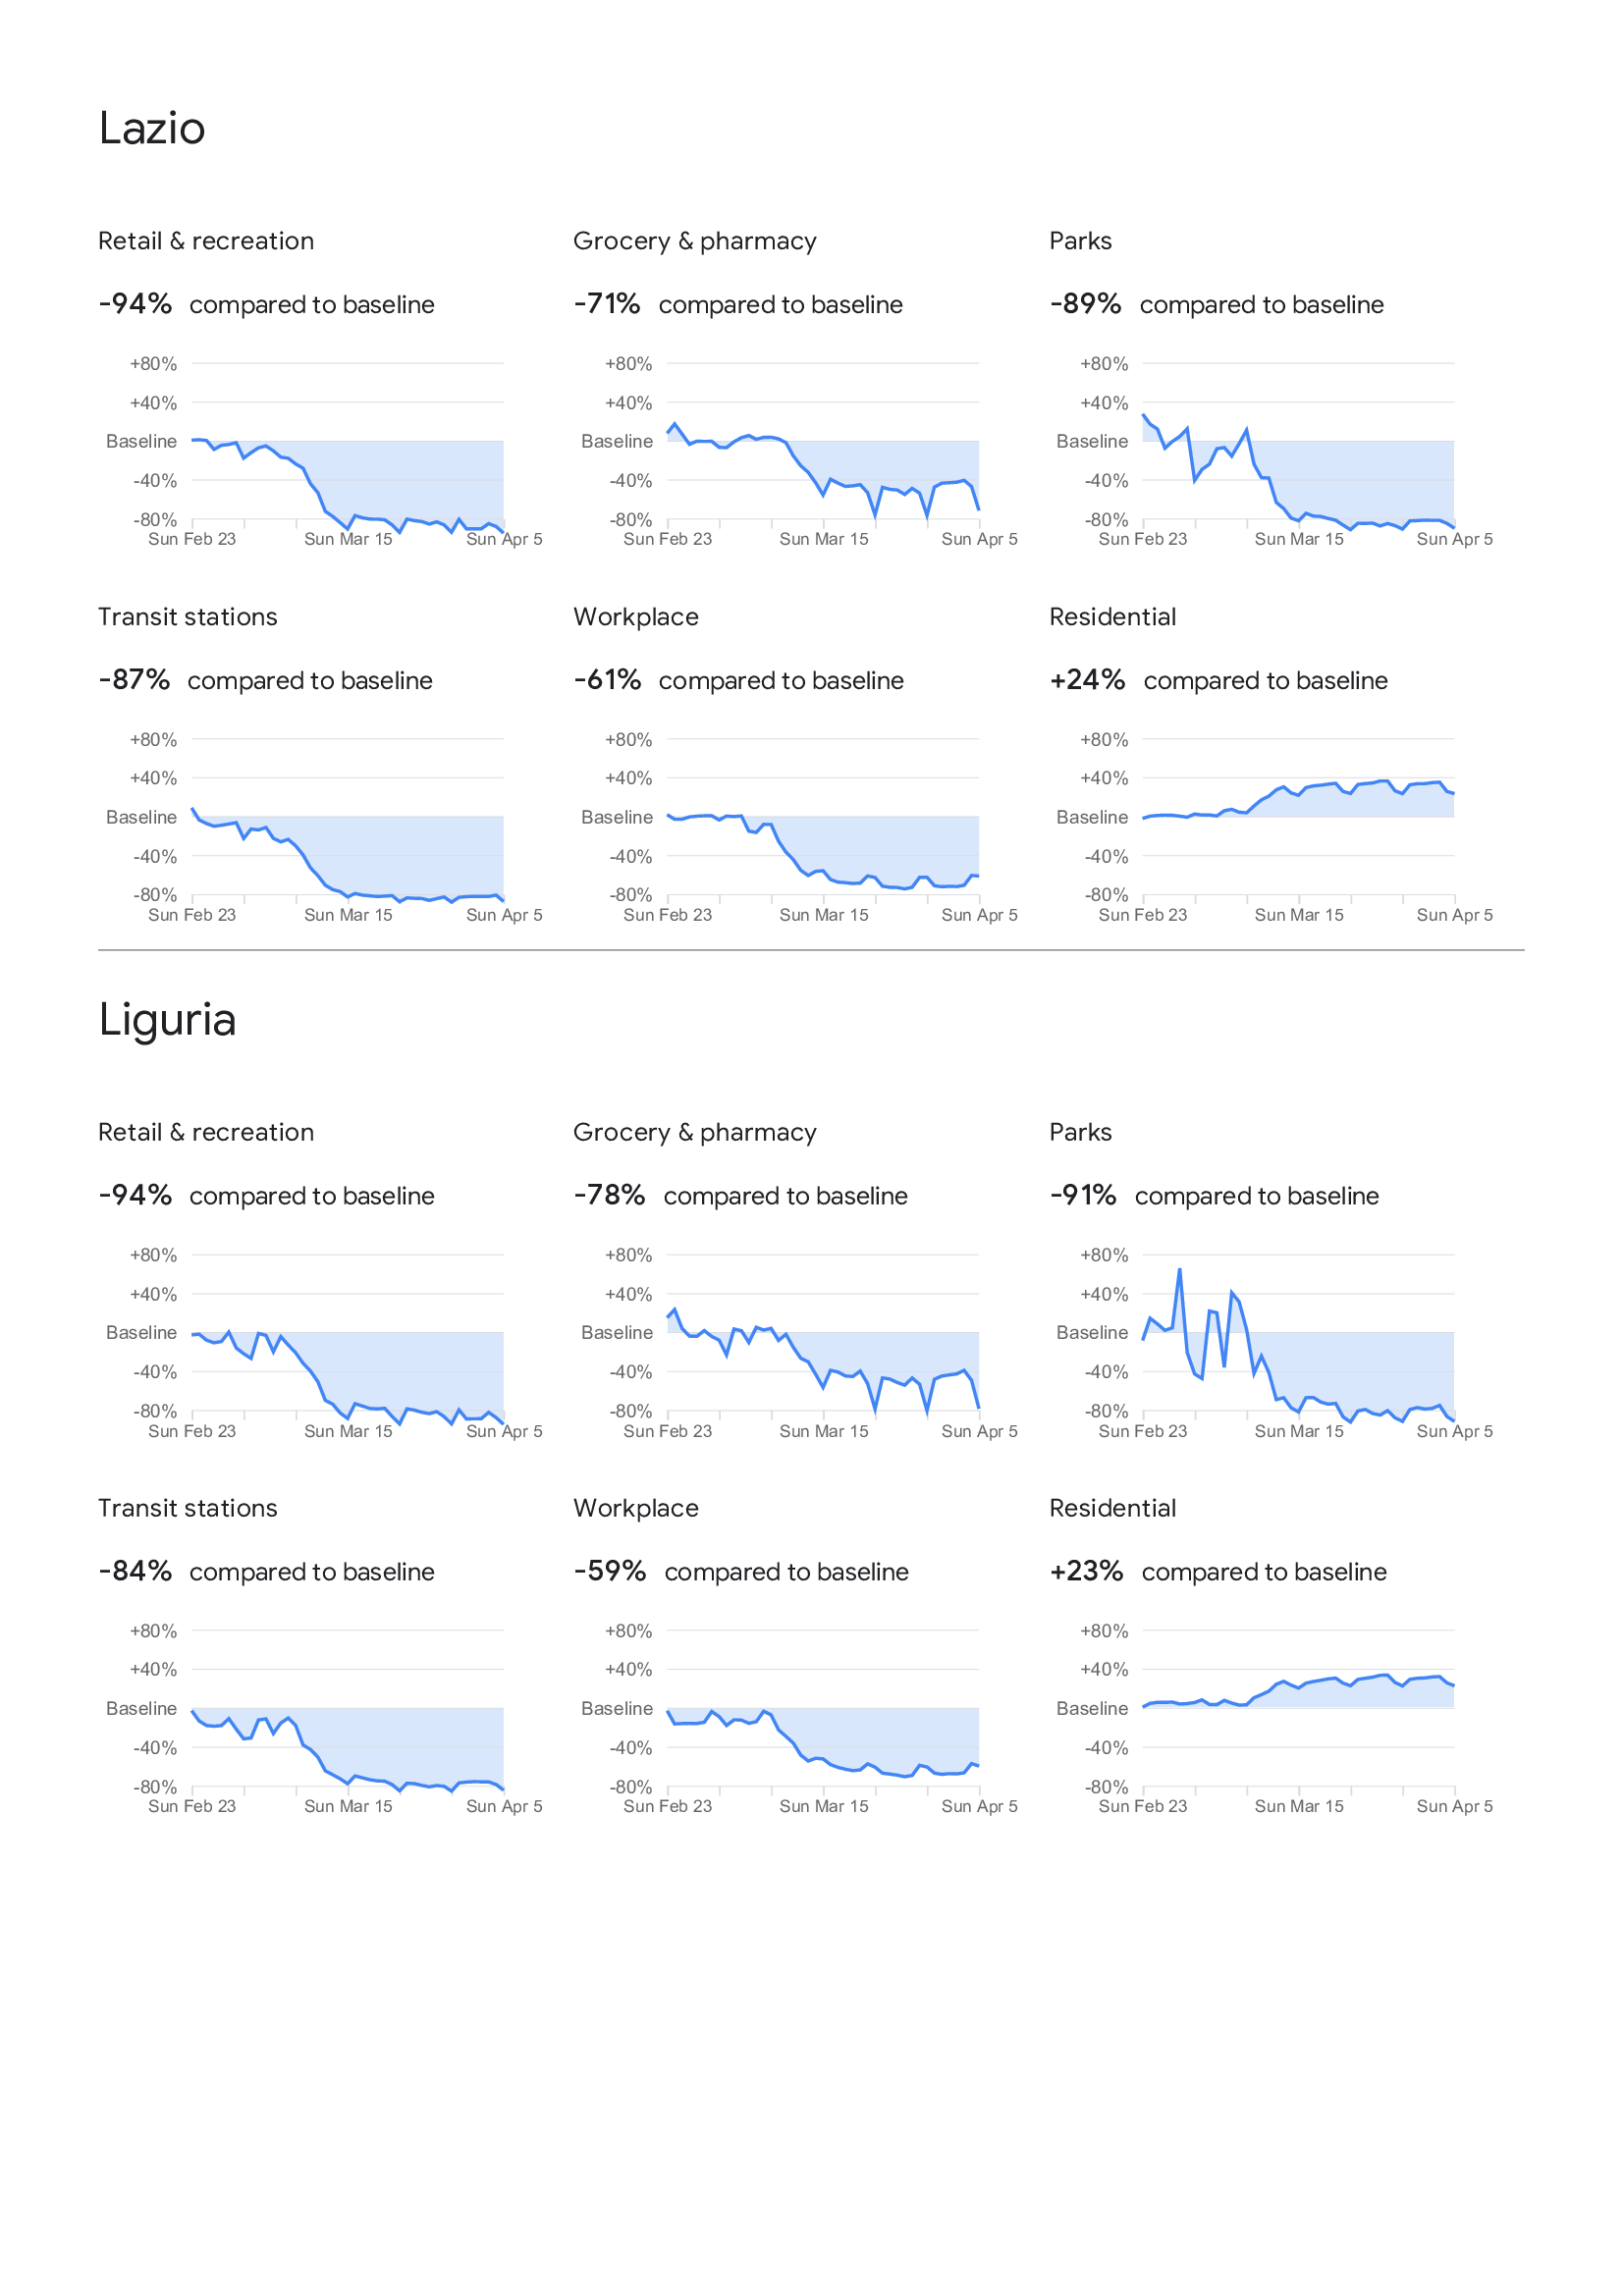 Lazio
Retail & recreation
-94% compared to baseline
+80%
+40%
Baseline
-40%
-80%
Sun Feb 23 Sun Mar 15 Sun Apr 5
Grocery & pharmacy
-71% compared to baseline
+80%
+40%
Baseline
-40%
-80%
Sun Feb 23 Sun Mar 15 Sun Apr 5
Parks
-89% compared to baseline
+80%
+40%
Baseline
-40%
-80%
Sun Feb 23 Sun Mar 15 Sun Apr 5
Transit stations
-87% compared to baseline
+80%
+40%
Baseline
-40%
-80%
Sun Feb 23 Sun Mar 15 Sun Apr 5
Workplace
-61% compared to baseline
+80%
+40%
Baseline
-40%
-80%
Sun Feb 23 Sun Mar 15 Sun Apr 5
Residential
+24% compared to baseline
+80%
+40%
Baseline
-40%
-80%
Sun Feb 23 Sun Mar 15 Sun Apr 5
Liguria
Retail & recreation
-94% compared to baseline
+80%
+40%
Baseline
-40%
-80%
Sun Feb 23 Sun Mar 15 Sun Apr 5
Grocery & pharmacy
-78% compared to baseline
+80%
+40%
Baseline
-40%
-80%
Sun Feb 23 Sun Mar 15 Sun Apr 5
Parks
-91% compared to baseline
+80%
+40%
Baseline
-40%
-80%
Sun Feb 23 Sun Mar 15 Sun Apr 5
Transit stations
-84% compared to baseline
+80%
+40%
Baseline
-40%
-80%
Sun Feb 23 Sun Mar 15 Sun Apr 5
Workplace
-59% compared to baseline
+80%
+40%
Baseline
-40%
-80%
Sun Feb 23 Sun Mar 15 Sun Apr 5
Residential
+23% compared to baseline
+80%
+40%
Baseline
-40%
-80%
Sun Feb 23 Sun Mar 15 Sun Apr 5